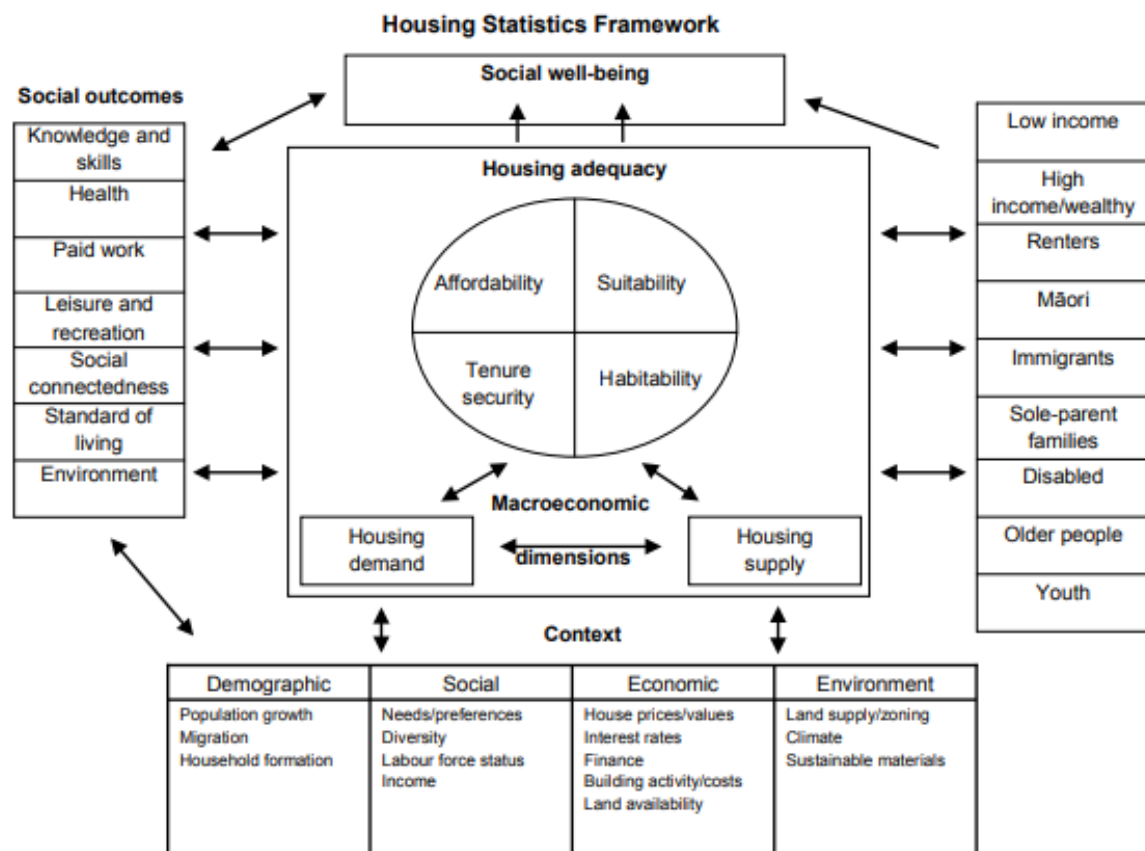 Housing Statistics Framework
Social well-being
Social outcomes
Knowledge and
skills
Health
Paid work
Leisure and
recreation
Social
connectedness
Standard of
living
Environment
Housing adequacy
Affordability
Suitability
Tenure
security
Habitability
Macroeconomic
dimensions
Housing
demand
Housing
supply
Low income
High
income/wealthy
Renters
Māori
Immigrants
Sole-parent
families
Disabled
Older people
Youth
Context
Demographic
Population growth
Migration
Household formation
Social
Needs/preferences
Diversity
Labour force status
Income
Economic
House prices/values
Interest rates
Finance
Building activity/costs
Land availability
Environment
Land supply/zoning
Climate
Sustainable materials